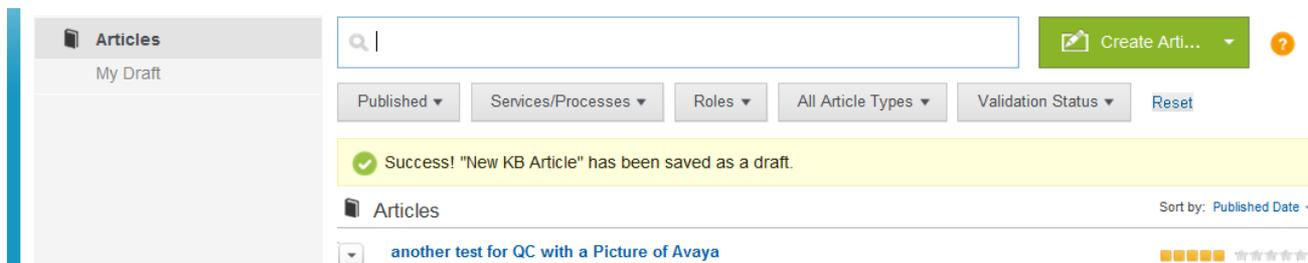 Articles
My Draft
Create Arti...
?
Published
Services/Processes
Roles
All Article Types
Validation Status
Reset
Success! "New KB Article" has been saved as a draft.
Articles
Sort by: Published Date
another test for QC with a Picture of Avaya